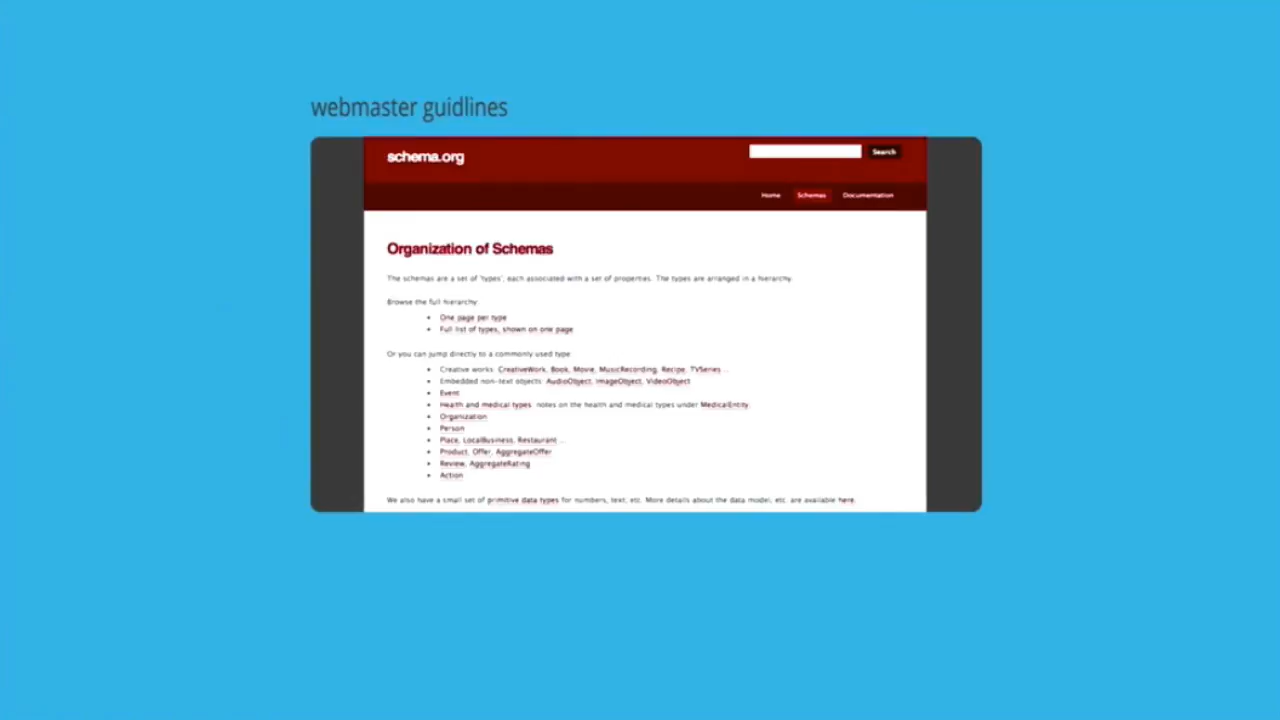 webmaster guidlines
schema.org
Search
Home Schemas Documentation
Organization of Schemas
The schemas are a set of 'types', each associated with a set of properties. The types are arranged in a hierarchy.
Browse the full hierarchy:
One page per type
Full list of types, shown on one page
Or you can jump directly to a commonly used type:
Creative works: CreativeWork, Book, Movie, MusicRecording, Recipe, TVSeries ...
Embedded non-text objects: AudioObject, ImageObject, VideoObject
Event
Health and medical types: notes on the health and medical types under MedicalEntity.
Organization
Person
Place, LocalBusiness, Restaurant ...
Product, Offer, AggregateOffer
Review, AggregateRating
Action
We also have a small set of primitive data types for numbers, text, etc. More details about the data model, etc. are available here.